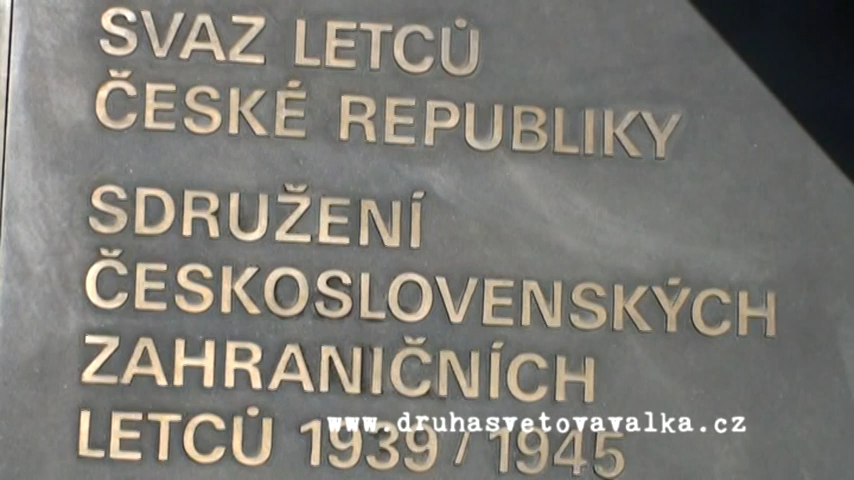 SVAZ LETCŮ
ČESKÉ REPUBLIKY
SDRUŽENÍ
ČESKOSLOVENSKÝCH
ZAHRANIČNÍCH
LETCŮ 1939 / 1945
www.druhasvetovavalka.cz